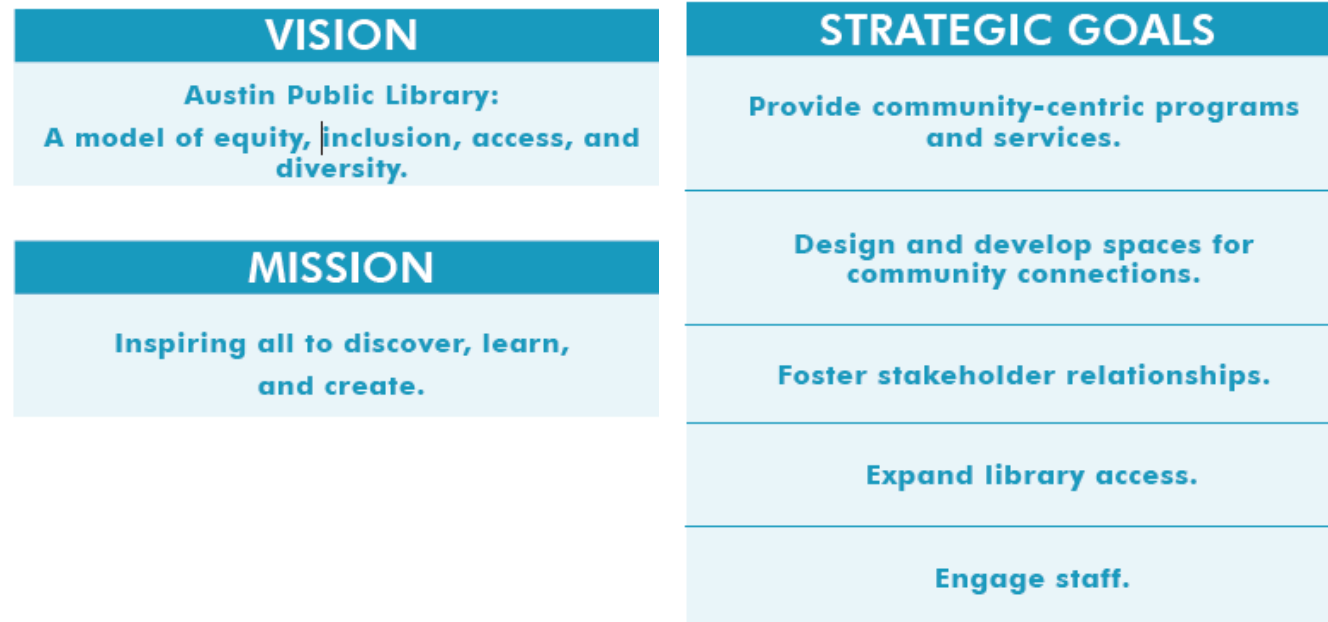 VISION
Austin Public Library:
A model of equity, inclusion, access, and
diversity.
MISSION
Inspiring all to discover, learn,
and create.
STRATEGIC GOALS
Provide community-centric programs
and services.
Design and develop spaces for
community connections.
Foster stakeholder relationships.
Expand library access.
Engage staff.